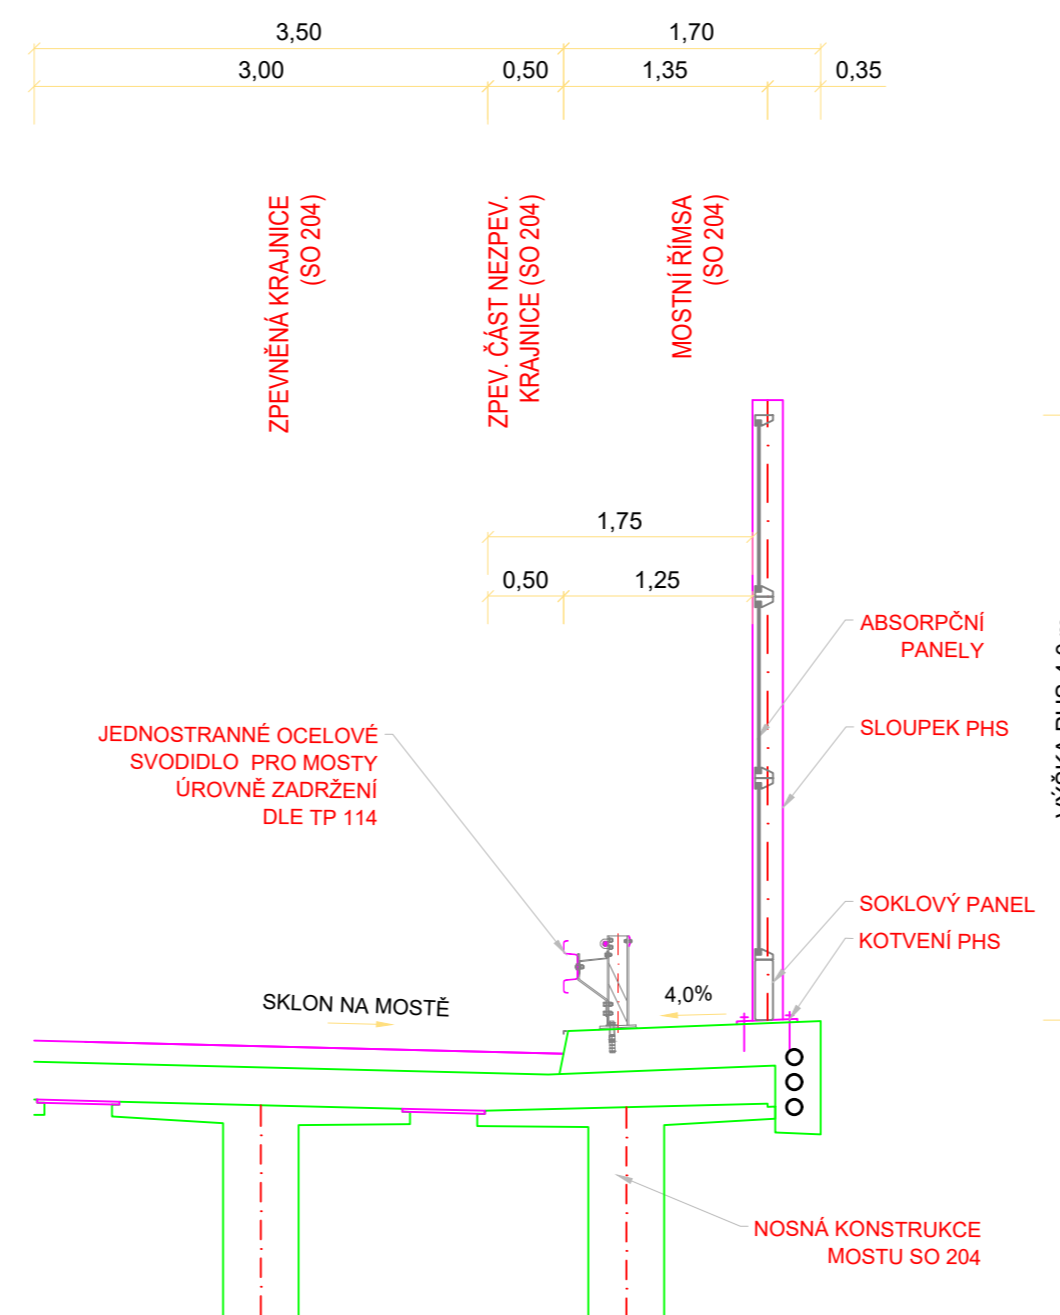 3,50
1,70
3,00
0,50
1,35
0,35
ZPEVNĚNÁ KRAJNICE
(SO 204)
ZPEV. ČÁST NEZPEV.
KRAJNICE (SO 204)
MOSTNÍ ŘÍMSA
(SO 204)
1,75
0,50
1,25
ABSORPČNÍ
PANELY
SLOUPEK PHS
JEDNOSTRANNÉ OCELOVÉ
SVODIDLO PRO MOSTY
ÚROVNĚ ZADRŽENÍ
DLE TP 114
SOKLOVÝ PANEL
KOTVENÍ PHS
SKLON NA MOSTĚ
4,0%
NOSNÁ KONSTRUKCE
MOSTU SO 204